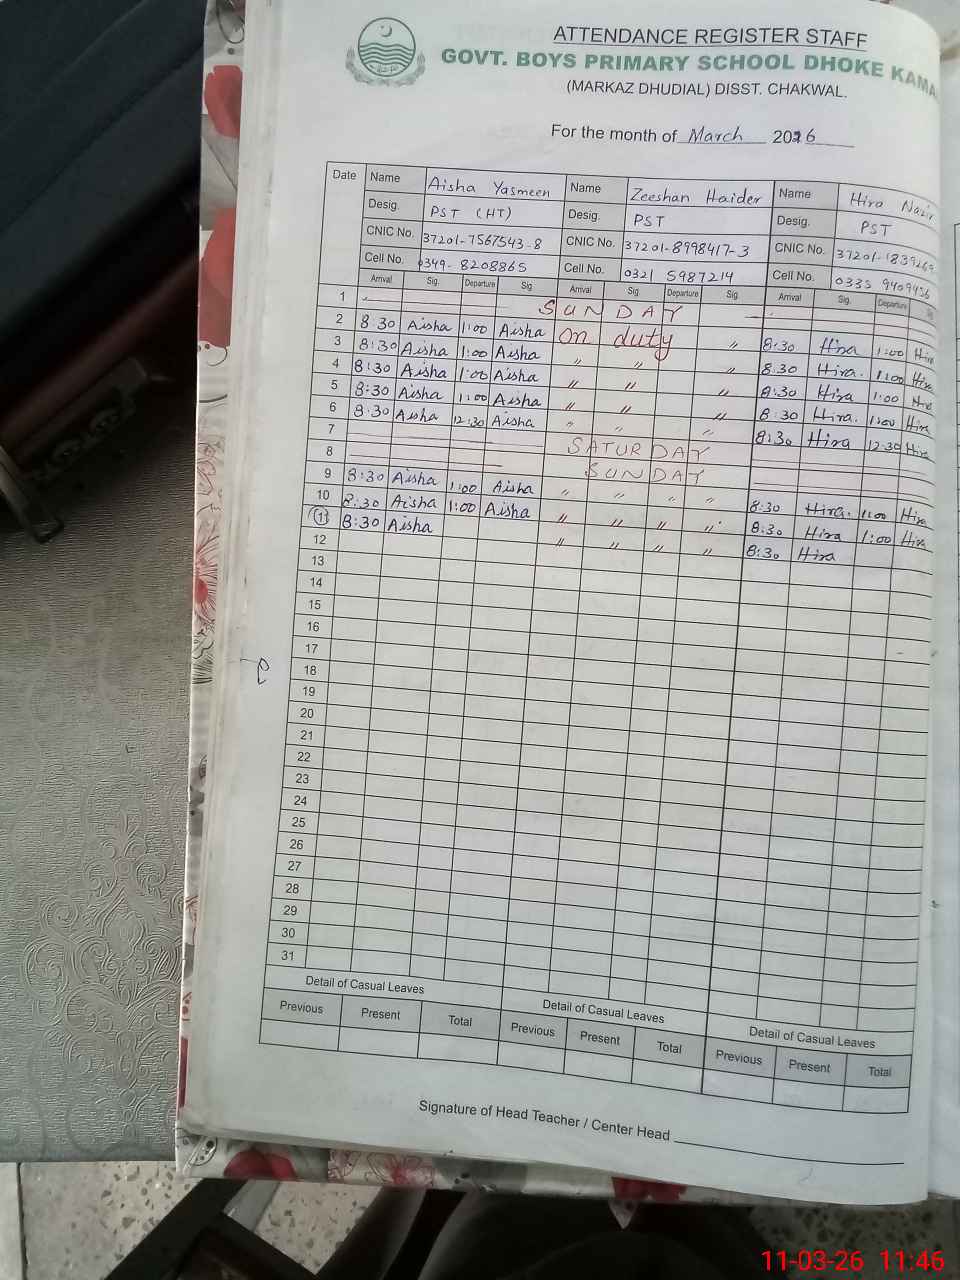 ATTENDANCE REGISTER STAFF
GOVT. BOYS PRIMARY SCHOOL DHOKE KAMA
(MARKAZ DHUDIAL) DISST. CHAKWAL.
For the month of March 2026
Date Name Aisha Yasmeen Name Zeeshan Haider Name Hira Nazir
Desig. PST (HT) Desig. PST Desig. PST
CNIC No. 37201-7567543-8 CNIC No. 37201-8998417-3 CNIC No. 37201-1839269
Cell No. 0349-8208865 Cell No. 0321 5987214 Cell No. 0335 9409456
Arrival Sig. Departure Sig. Arrival Sig. Departure Sig. Arrival Sig. Departure Sig.
1 SUNDAY
2 8:30 Aisha 1:00 Aisha On duty " 8:30 Hira 1:00 Hira
3 8:30 Aisha 1:00 Aisha " " " 8:30 Hira. 1:00 Hira
4 8:30 Aisha 1:00 Aisha " " " 8:30 Hira 1:00 Hira
5 8:30 Aisha 1:00 Aisha " " " 8:30 Hira. 1:00 Hira
6 8:30 Aisha 12:30 Aisha " " " 8:30 Hira 12:30 Hira
7 SATURDAY
8 SUNDAY
9 8:30 Aisha 1:00 Aisha " " " " 8:30 Hira. 1:00 Hira
10 8:30 Aisha 1:00 Aisha " " " " 8:30 Hira 1:00 Hira
11 8:30 Aisha " " " " 8:30 Hira
12
13
14
15
16
17
18
19
20
21
22
23
24
25
26
27
28
29
30
31
Detail of Casual Leaves Detail of Casual Leaves Detail of Casual Leaves
Previous Present Total Previous Present Total Previous Present Total
Signature of Head Teacher / Center Head
11-03-26 11:46